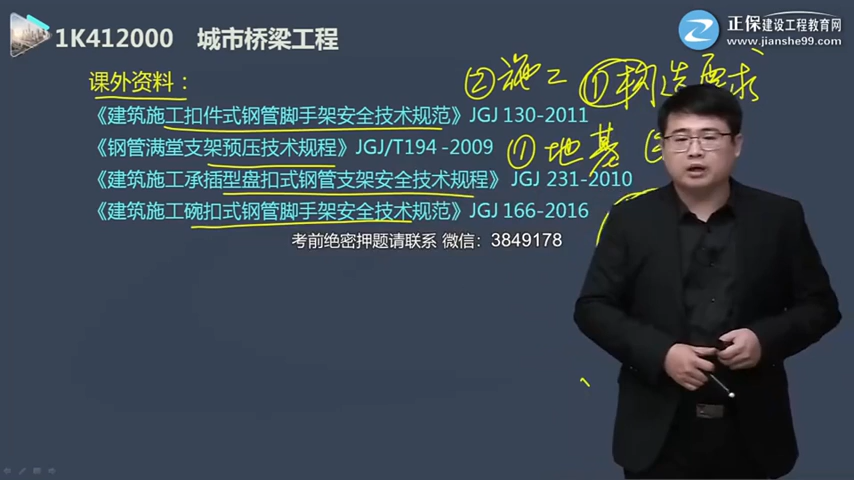 1K412000 城市桥梁工程
正保建设工程教育网
www.jianshe99.com
课外资料：
②施工 ①构造要求
《建筑施工扣件式钢管脚手架安全技术规范》JGJ 130-2011
《钢管满堂支架预压技术规程》JGJ/T194 -2009 ①地基
《建筑施工承插型盘扣式钢管支架安全技术规程》 JGJ 231-2010
《建筑施工碗扣式钢管脚手架安全技术规范》JGJ 166-2016
考前绝密押题请联系 微信：3849178